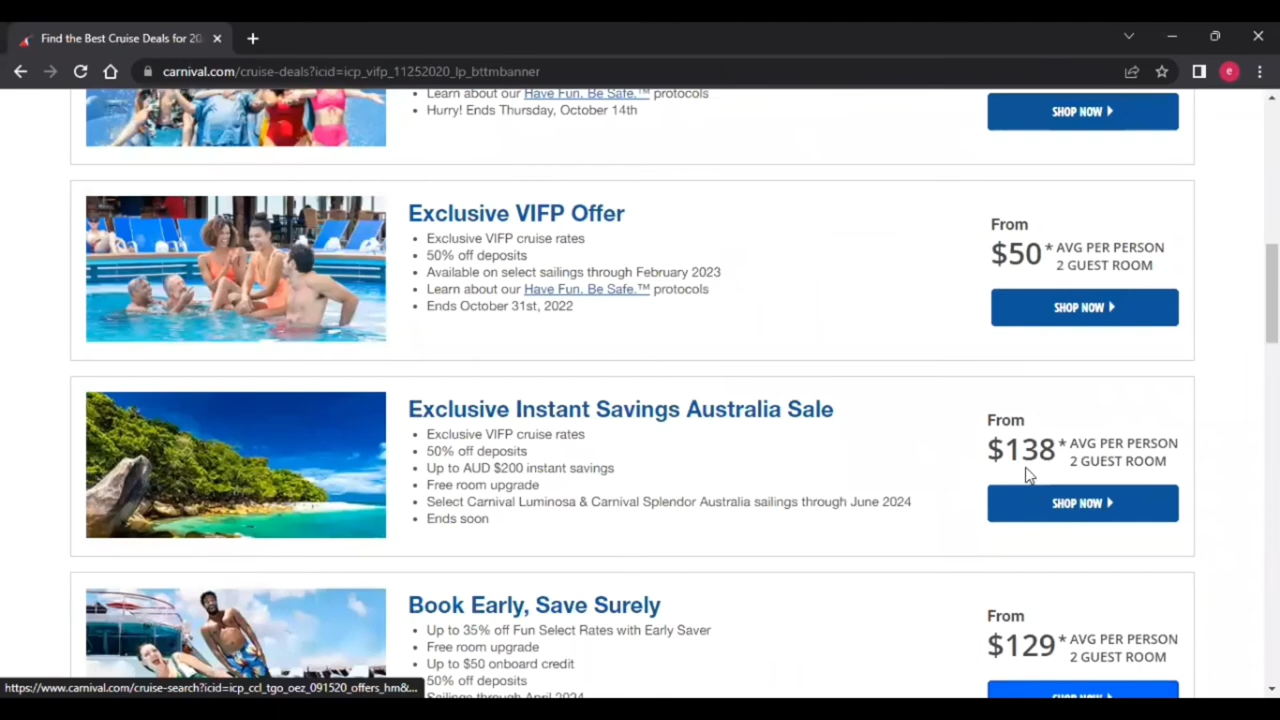 Find the Best Cruise Deals for 20
carnival.com/cruise-deals?icid=icp_vifp_11252020_lp_bttmbanner
e
Learn about our Have Fun. Be Safe.™ protocols
Hurry! Ends Thursday, October 14th
SHOP NOW
Exclusive VIFP Offer
Exclusive VIFP cruise rates
50% off deposits
Available on select sailings through February 2023
Learn about our Have Fun. Be Safe.™ protocols
Ends October 31st, 2022
From
$50* AVG PER PERSON
2 GUEST ROOM
SHOP NOW
Exclusive Instant Savings Australia Sale
Exclusive VIFP cruise rates
50% off deposits
Up to AUD $200 instant savings
Free room upgrade
Select Carnival Luminosa & Carnival Splendor Australia sailings through June 2024
Ends soon
From
$138* AVG PER PERSON
2 GUEST ROOM
SHOP NOW
Book Early, Save Surely
Up to 35% off Fun Select Rates with Early Saver
Free room upgrade
Up to $50 onboard credit
50% off deposits
Sailings through April 2024
From
$129* AVG PER PERSON
2 GUEST ROOM
SHOP NOW
https://www.carnival.com/cruise-search?icid=icp_ccl_tgo_oez_091520_offers_hm&...